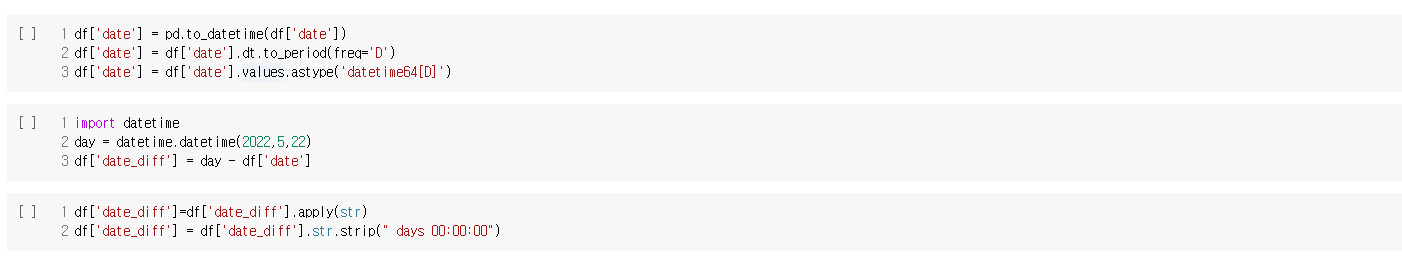 [ ] 1 df['date'] = pd.to_datetime(df['date'])
2 df['date'] = df['date'].dt.to_period(freq='D')
3 df['date'] = df['date'].values.astype('datetime64[D]')
[ ] 1 import datetime
2 day = datetime.datetime(2022,5,22)
3 df['date_diff'] = day - df['date']
[ ] 1 df['date_diff']=df['date_diff'].apply(str)
2 df['date_diff'] = df['date_diff'].str.strip(" days 00:00:00")